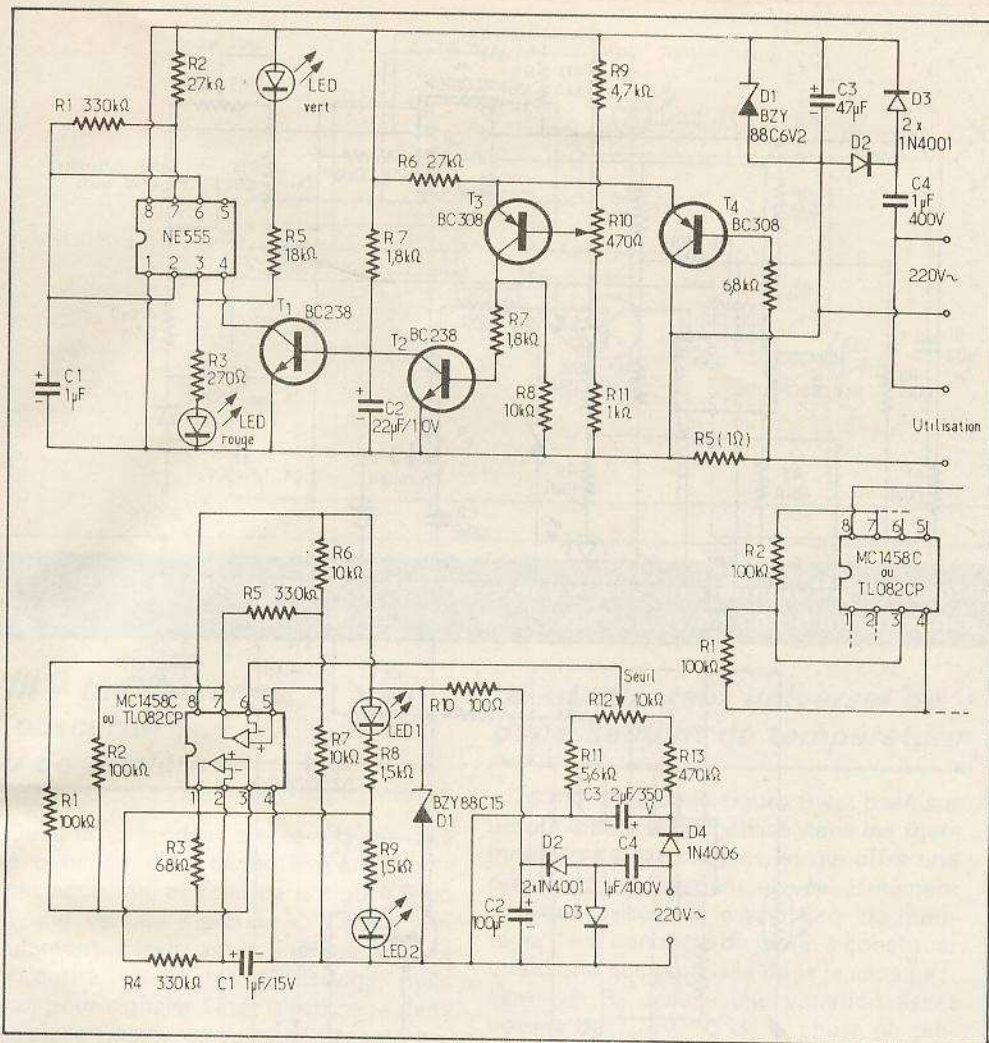 R1 330kΩ
R2
27kΩ
LED
vert
8 7 6 5
NE555
1 2 3 4
R5
18kΩ
+
C1
1µF
-
R3
270Ω
LED
rouge
T1
BC238
R7
1,8kΩ
R6 27kΩ
+
C2
22µF/10V
-
T2
BC238
T3
BC308
R7
1,8kΩ
R8
10kΩ
R9
4,7kΩ
R10
470Ω
R11
1kΩ
T4
BC308
6,8kΩ
R5(1Ω)
D1
BZY
88C6V2
+
C3
47µF
-
D2
D3
2x
1N4001
C4
1µF
400V
220V~
Utilisation
R6
10kΩ
R5 330kΩ
MC1458C
ou TL082CP
8 7 6 5
+
-
+
-
1 2 3 4
R2
100kΩ
R1
100kΩ
R3
68kΩ
R4 330kΩ
+ -
C1 1µF/15V
R7
10kΩ
LED1
R8
1,5kΩ
R9
1,5kΩ
LED2
R10 100Ω
BZY88C15
D1
+
C2
100µF
-
D2
2x1N4001
D3
C4
1µF/400V
Seuil
R12 10kΩ
R11
5,6kΩ
R13
470kΩ
C3 2µF/350
V
- +
D4
1N4006
220V~
8 7 6 5
MC1458C
ou
TL082CP
1 2 3 4
R2
100kΩ
R1
100kΩ